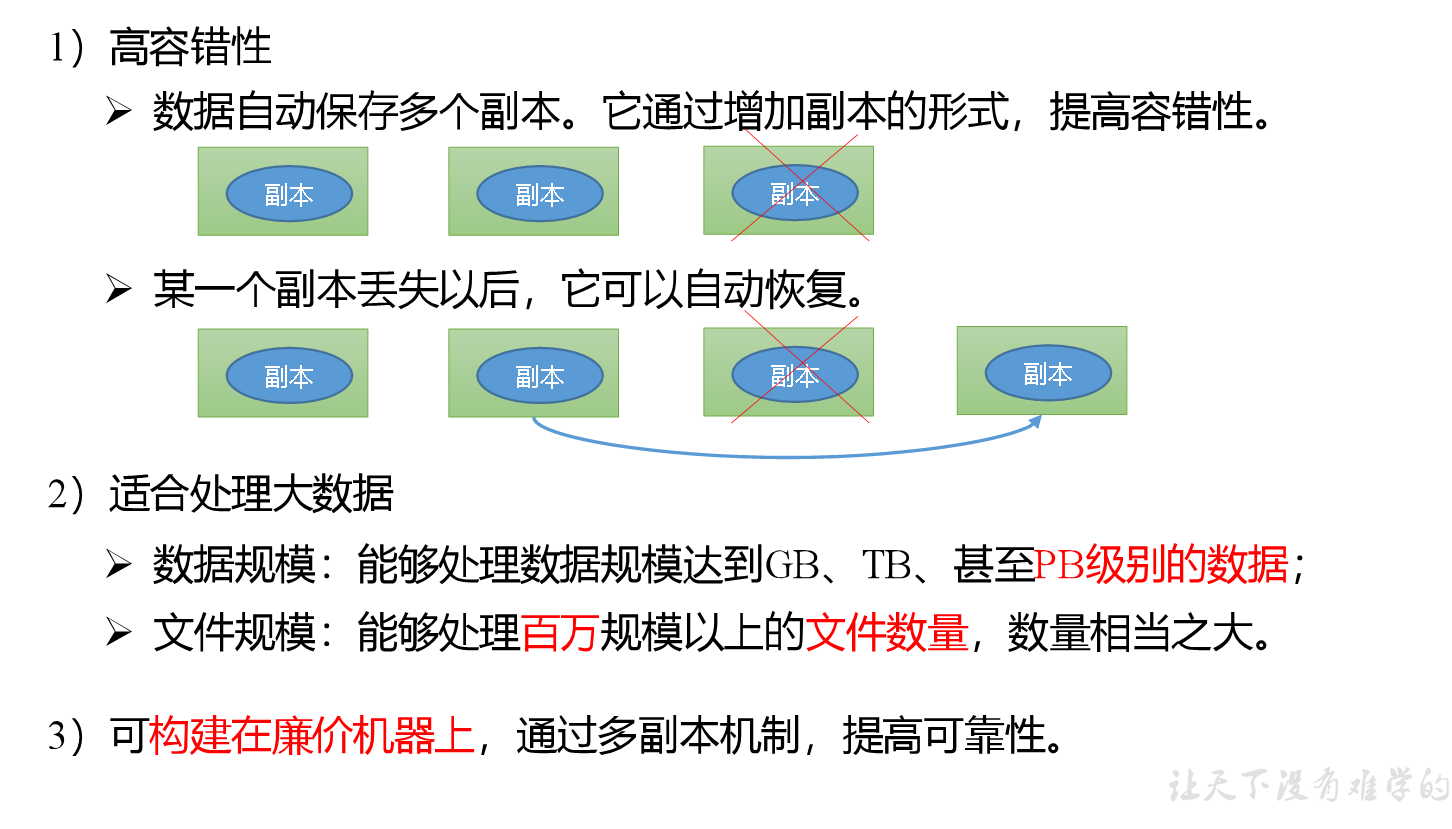 1）高容错性
➢ 数据自动保存多个副本。它通过增加副本的形式，提高容错性。
副本 副本 副本
➢ 某一个副本丢失以后，它可以自动恢复。
副本 副本 副本 副本
2）适合处理大数据
➢ 数据规模：能够处理数据规模达到GB、TB、甚至PB级别的数据；
➢ 文件规模：能够处理百万规模以上的文件数量，数量相当之大。
3）可构建在廉价机器上，通过多副本机制，提高可靠性。
让天下没有难学的